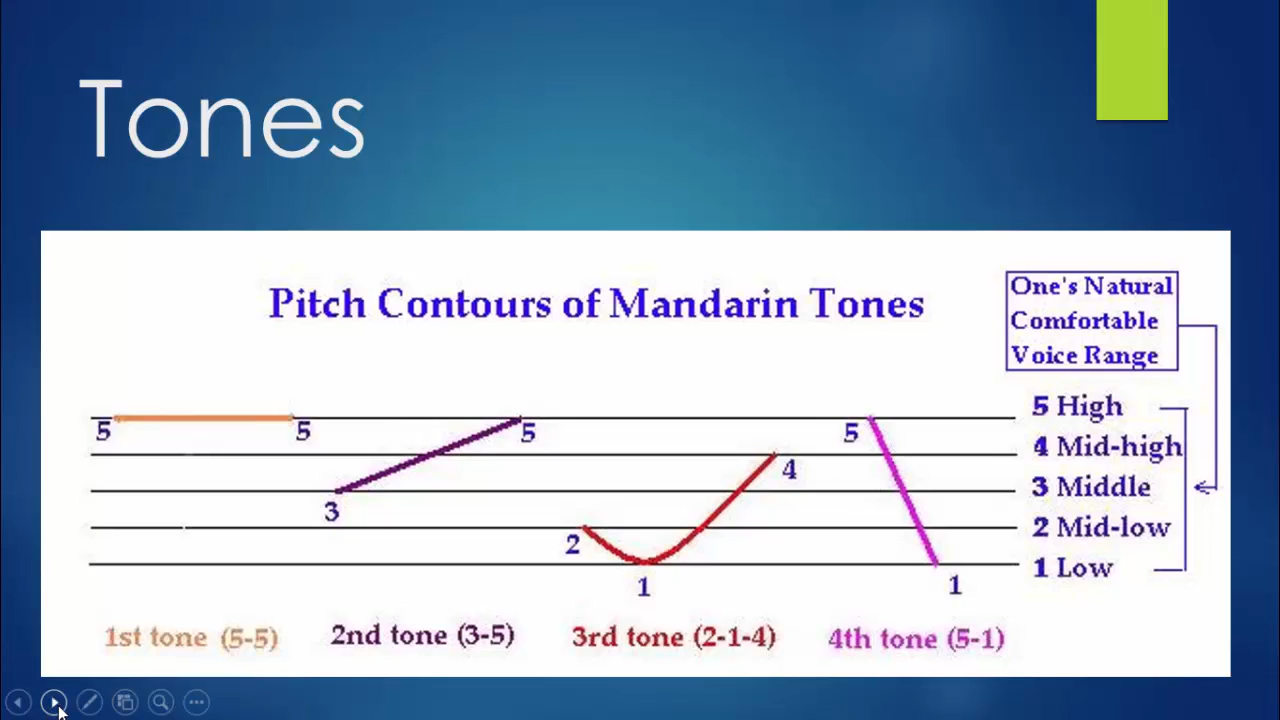 Tones
Pitch Contours of Mandarin Tones
One's Natural
Comfortable
Voice Range
5 5 5 5
4
3
2
1 1
5 High
4 Mid-high
3 Middle
2 Mid-low
1 Low
1st tone (5-5) 2nd tone (3-5) 3rd tone (2-1-4) 4th tone (5-1)